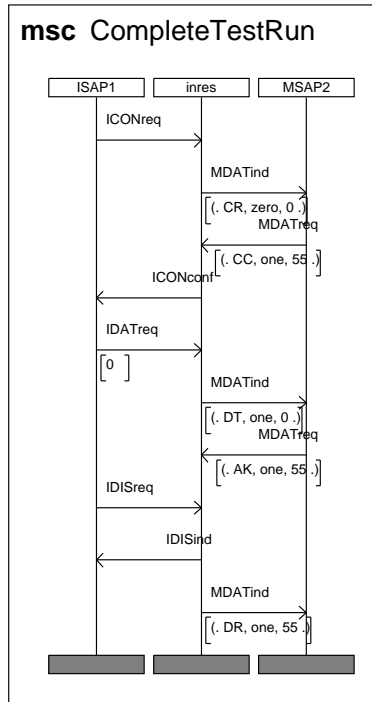 msc CompleteTestRun
ISAP1 inres MSAP2
ICONreq
MDATind
(. CR, zero, 0 .)
MDATreq
(. CC, one, 55 .)
ICONconf
IDATreq
0
MDATind
(. DT, one, 0 .)
MDATreq
(. AK, one, 55 .)
IDISreq
IDISind
MDATind
(. DR, one, 55 .)